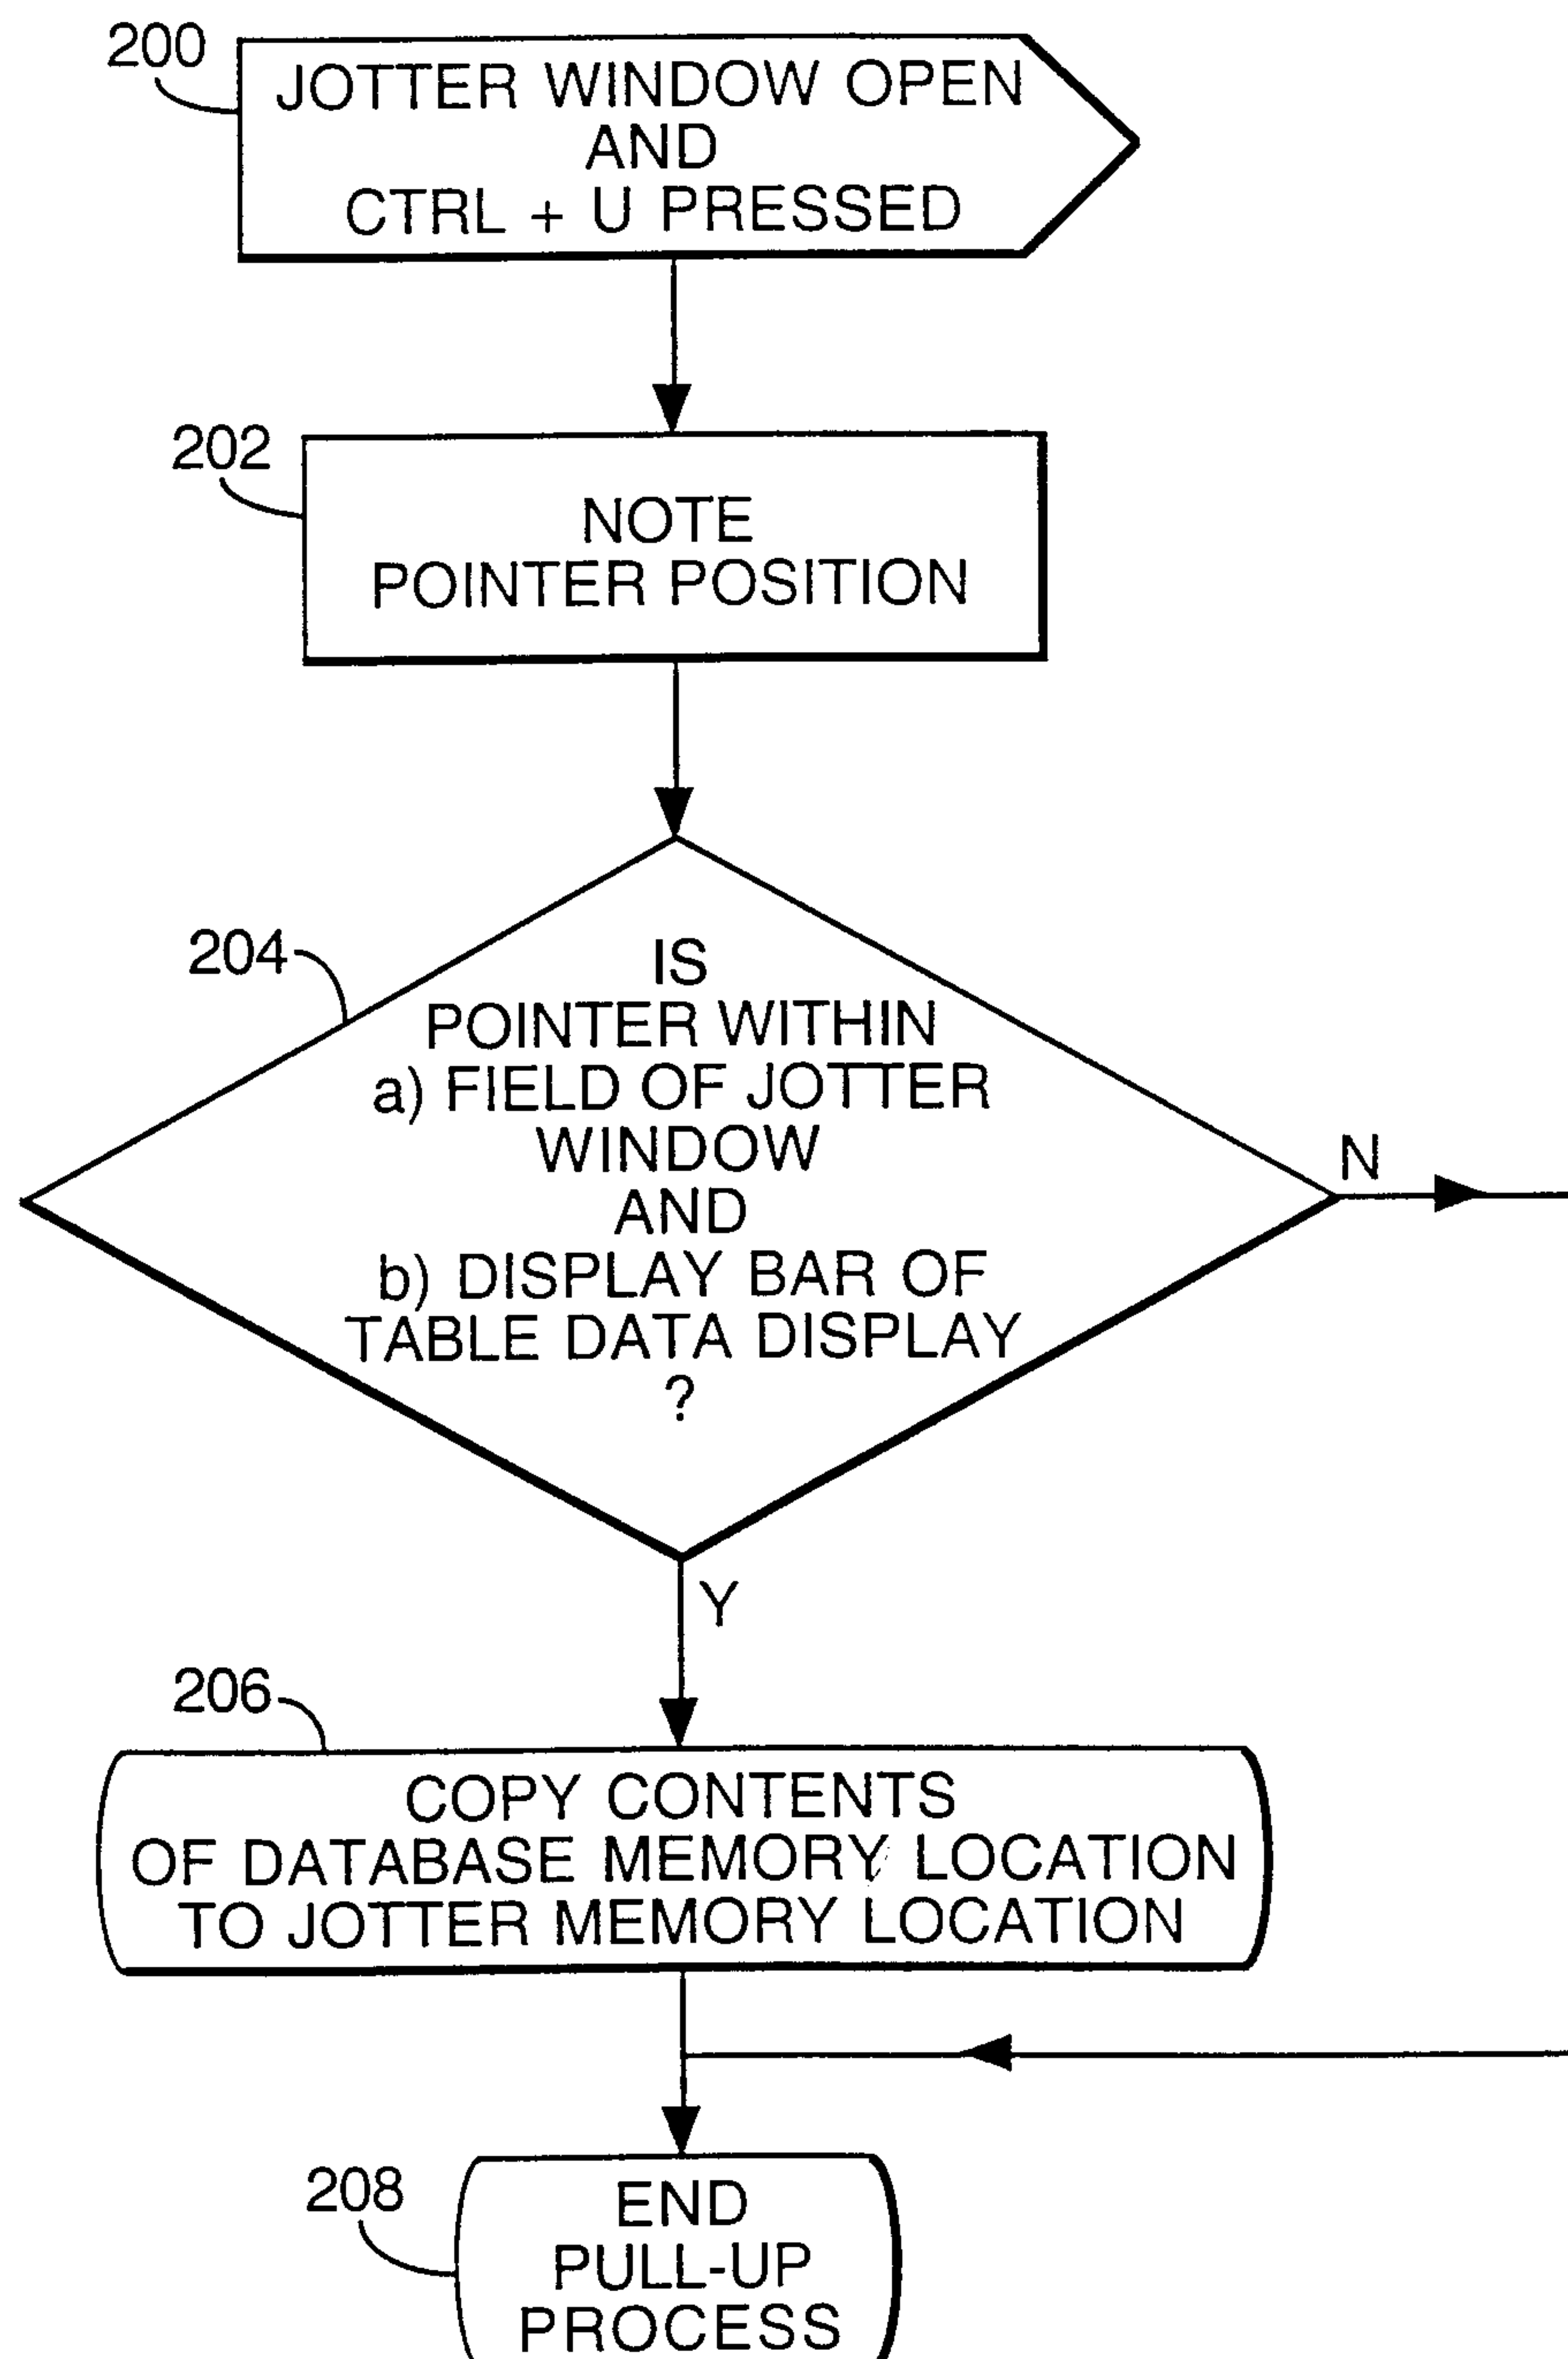 200
JOTTER WINDOW OPEN
AND
CTRL + U PRESSED
202
NOTE
POINTER POSITION
204
IS
POINTER WITHIN
a) FIELD OF JOTTER
WINDOW
AND
b) DISPLAY BAR OF
TABLE DATA DISPLAY
?
N
Y
206
COPY CONTENTS
OF DATABASE MEMORY LOCATION
TO JOTTER MEMORY LOCATION
208
END
PULL-UP
PROCESS